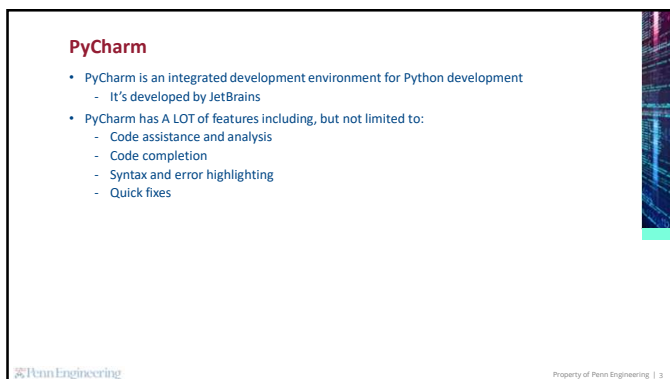 PyCharm
• PyCharm is an integrated development environment for Python development
- It's developed by JetBrains
• PyCharm has A LOT of features including, but not limited to:
- Code assistance and analysis
- Code completion
- Syntax and error highlighting
- Quick fixes
Penn Engineering
Property of Penn Engineering | 3